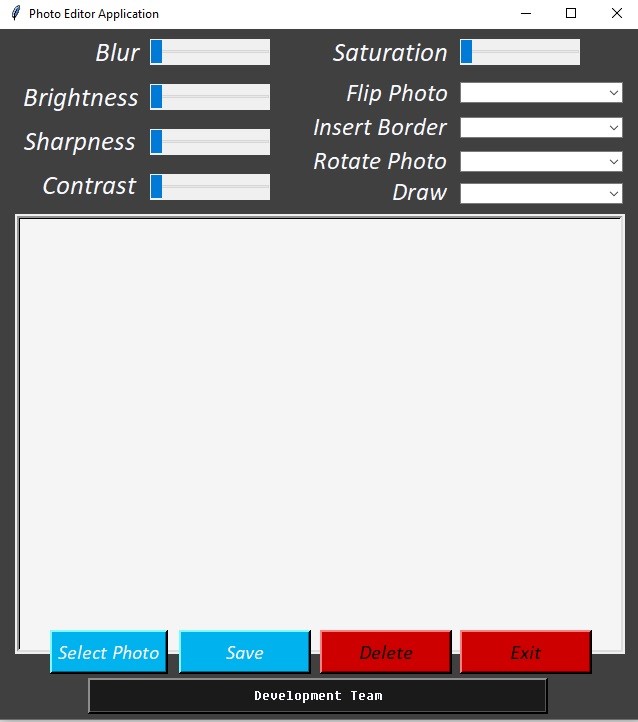 Photo Editor Application
Blur
Saturation
Brightness
Flip Photo
Sharpness
Insert Border
Contrast
Rotate Photo
Draw
Select Photo
Save
Delete
Exit
Development Team